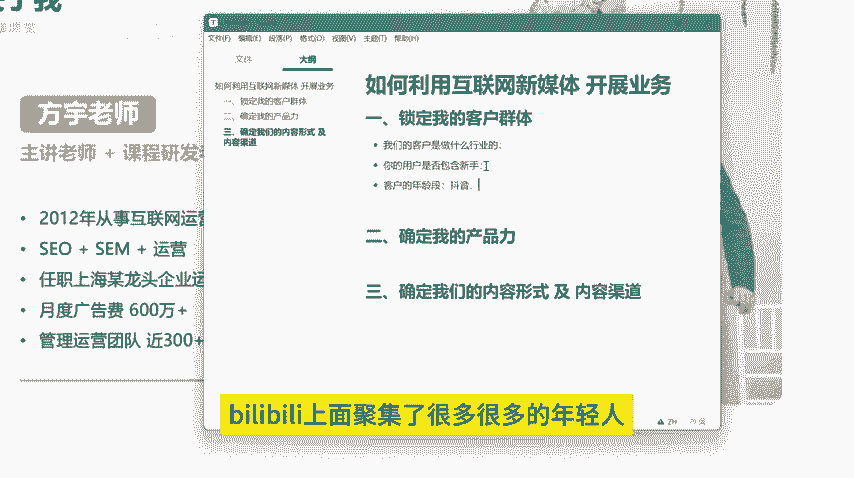 方宇老师
主讲老师 + 课程研发
• 2012年从事互联网运营
• SEO + SEM + 运营
• 任职上海某龙头企业运
• 月度广告费 600万+
• 管理运营团队 近300+
文件(F) 编辑(E) 段落(P) 格式(O) 视图(V) 主题(T) 帮助(H)
文件 大纲
如何利用互联网新媒体 开展业务
一、锁定我的客户群体
二、确定我的产品力
三、确定我们的内容形式 及
内容渠道
如何利用互联网新媒体 开展业务
一、锁定我的客户群体
• 我们的客户是做什么行业的:
• 你的用户是否包含新手:
• 客户的年龄段: 抖音.
二、确定我的产品力
三、确定我们的内容形式 及 内容渠道
bilibili上面聚集了很多很多的年轻人